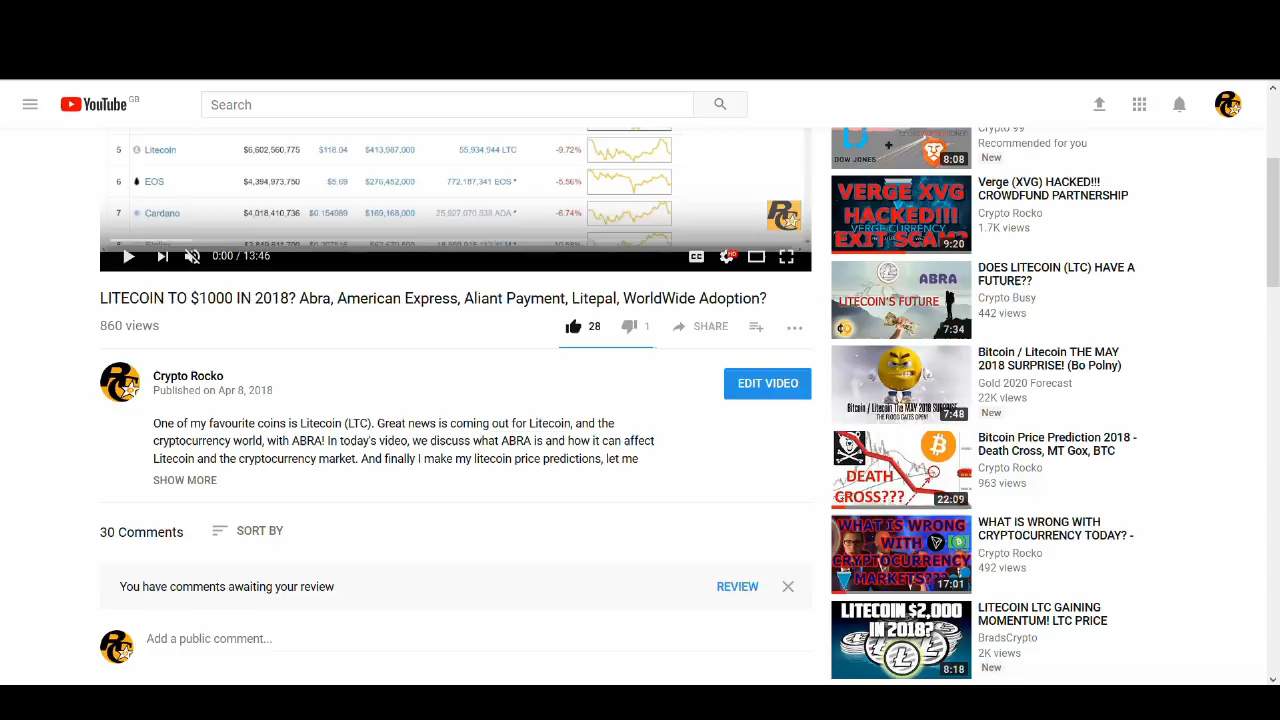 YouTube GB
Search
5 Litecoin $6,602,560,775 $118.04 $413,987,000 55,934,944 LTC -9.72%
6 EOS $4,394,973,750 $5.69 $276,452,000 772,187,341 EOS * -5.56%
7 Cardano $4,018,410,736 $0.154989 $169,168,000 25,927,070,538 ADA * -6.74%
0:00 / 13:46
CC
HD
LITECOIN TO $1000 IN 2018? Abra, American Express, Aliant Payment, Litepal, WorldWide Adoption?
860 views
28
1
SHARE
Crypto Rocko
Published on Apr 8, 2018
EDIT VIDEO
One of my favourite coins is Litecoin (LTC). Great news is coming out for Litecoin, and the
cryptocurrency world, with ABRA! In today's video, we discuss what ABRA is and how it can affect
Litecoin and the cryptocurrency market. And finally I make my litecoin price predictions, let me
SHOW MORE
30 Comments
SORT BY
You have comments awaiting your review
REVIEW
Add a public comment...
DOW JONES
8:08
Crypto 99
Recommended for you
New
VERGE XVG
HACKED!!!
VERGE CURRENCY
EXIT SCAM?
9:20
Verge (XVG) HACKED!!!
CROWDFUND PARTNERSHIP
Crypto Rocko
1.7K views
ABRA
LITECOIN'S FUTURE
7:34
DOES LITECOIN (LTC) HAVE A
FUTURE??
Crypto Busy
442 views
Bitcoin / Litecoin The MAY 2018 SURPRISE
THE FLOOD GATES OPEN!
7:48
Bitcoin / Litecoin THE MAY
2018 SURPRISE! (Bo Polny)
Gold 2020 Forecast
22K views
New
DEATH
CROSS???
22:09
Bitcoin Price Prediction 2018 -
Death Cross, MT Gox, BTC
Crypto Rocko
963 views
WHAT IS WRONG
WITH
CRYPTOCURRENCY
MARKETS???
17:01
WHAT IS WRONG WITH
CRYPTOCURRENCY TODAY? -
Crypto Rocko
492 views
LITECOIN $2,000
IN 2018?
8:18
LITECOIN LTC GAINING
MOMENTUM! LTC PRICE
BradsCrypto
2K views
New